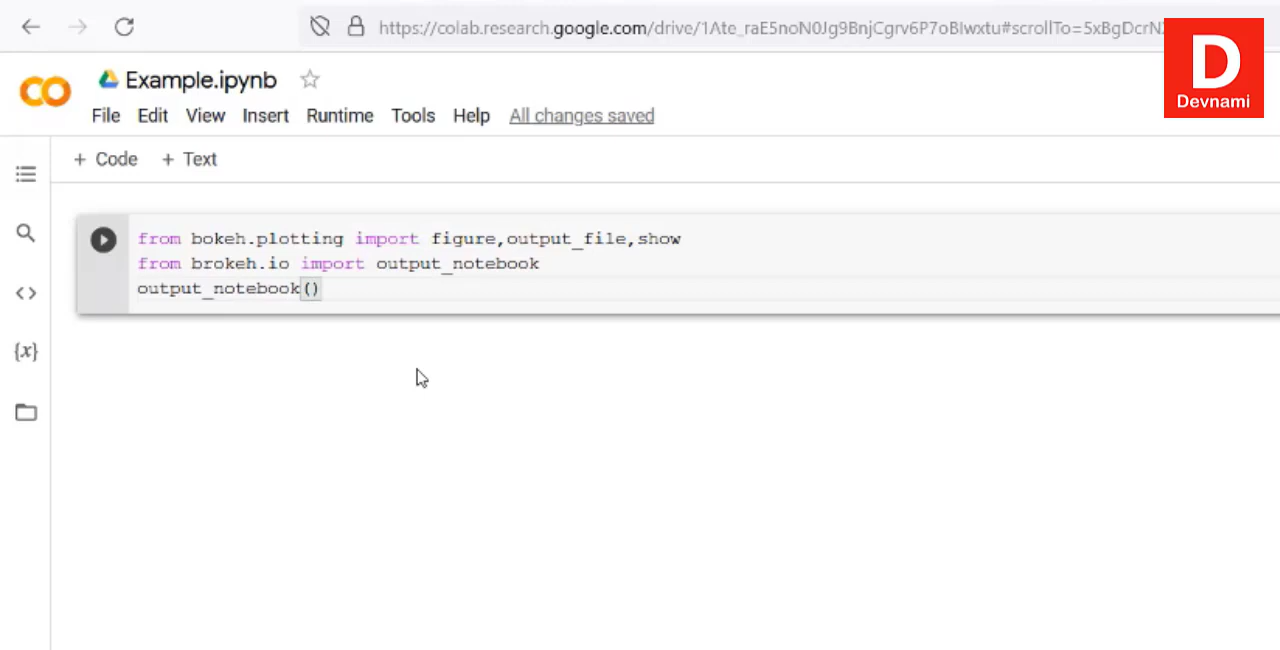 https://colab.research.google.com/drive/1Ate_raE5noN0Jg9BnjCgrv6P7oBIwxtu#scrollTo=5xBgDcrN
D
Devnami
CO
Example.ipynb
File Edit View Insert Runtime Tools Help All changes saved
+ Code + Text
from bokeh.plotting import figure,output_file,show
from brokeh.io import output_notebook
output_notebook()
{x}